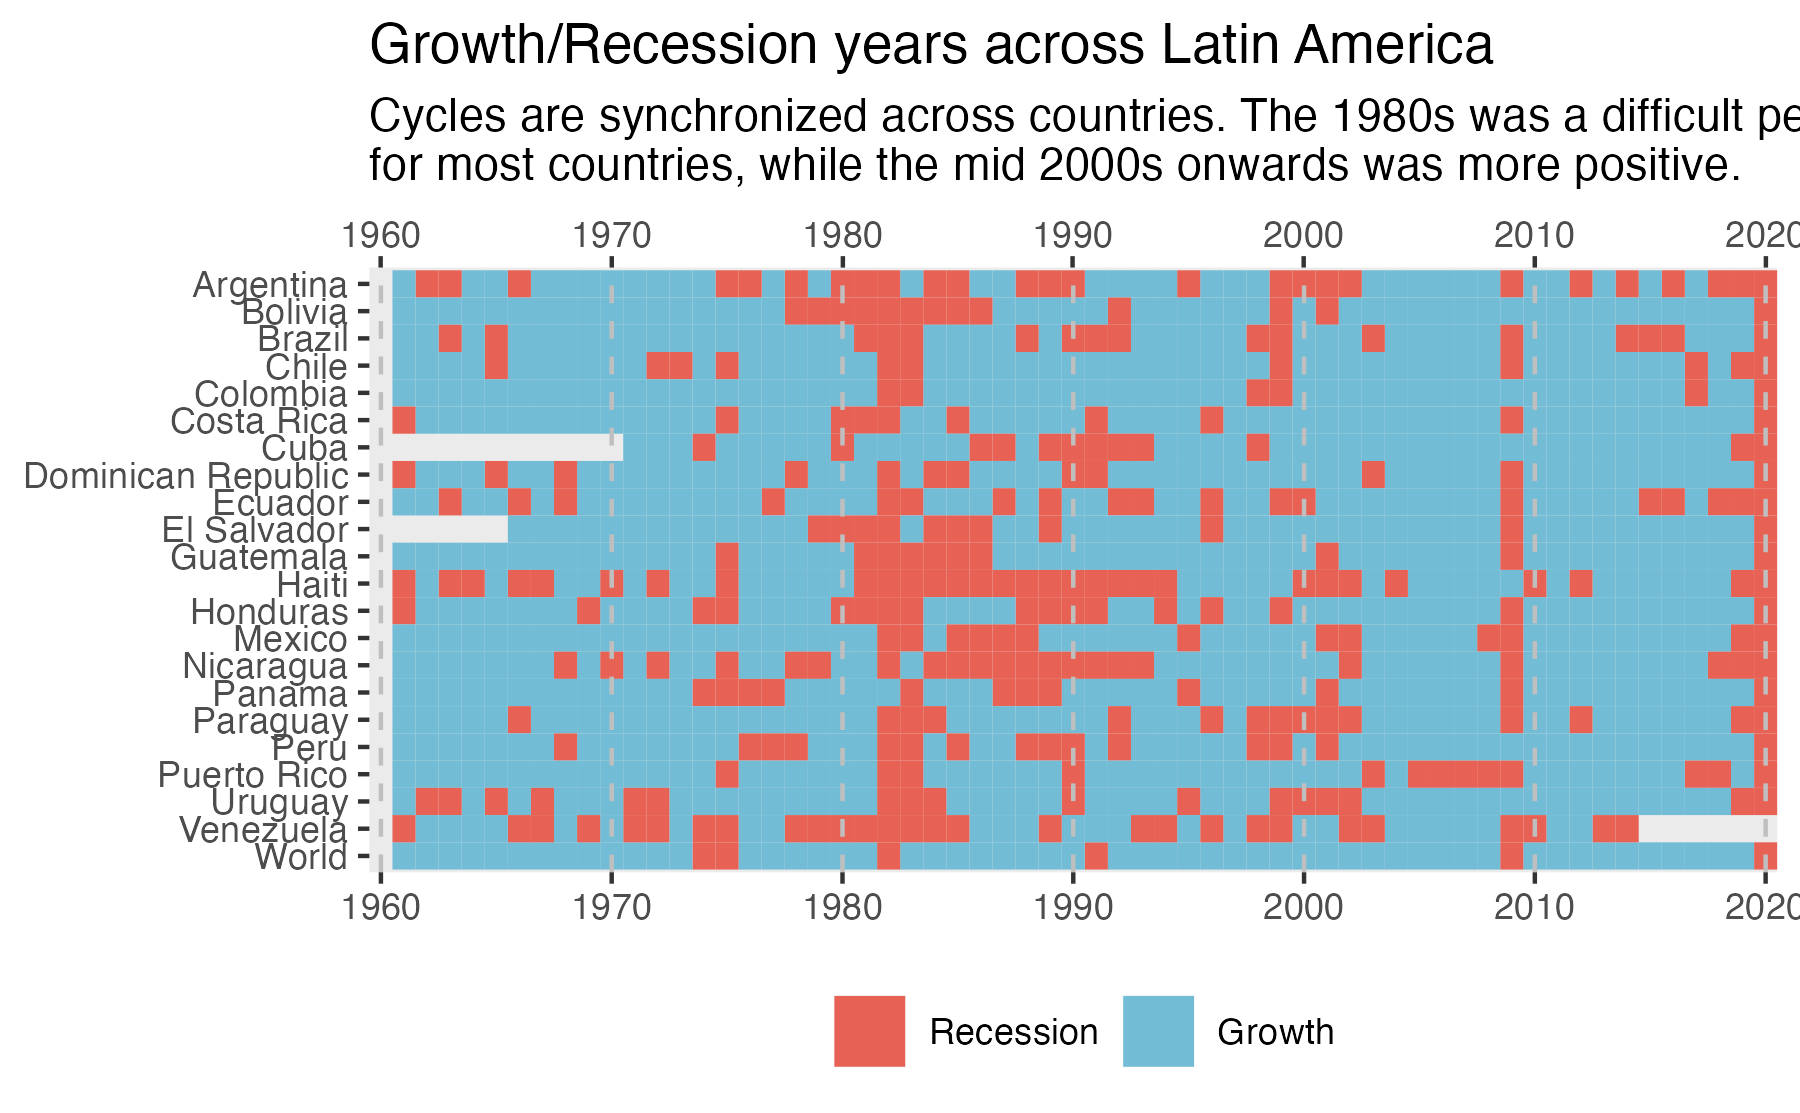 Growth/Recession years across Latin America
Cycles are synchronized across countries. The 1980s was a difficult pe
for most countries, while the mid 2000s onwards was more positive.
1960 1970 1980 1990 2000 2010 2020
Argentina
Bolivia
Brazil
Chile
Colombia
Costa Rica
Cuba
Dominican Republic
Ecuador
El Salvador
Guatemala
Haiti
Honduras
Mexico
Nicaragua
Panama
Paraguay
Peru
Puerto Rico
Uruguay
Venezuela
World
1960 1970 1980 1990 2000 2010 2020
Recession Growth